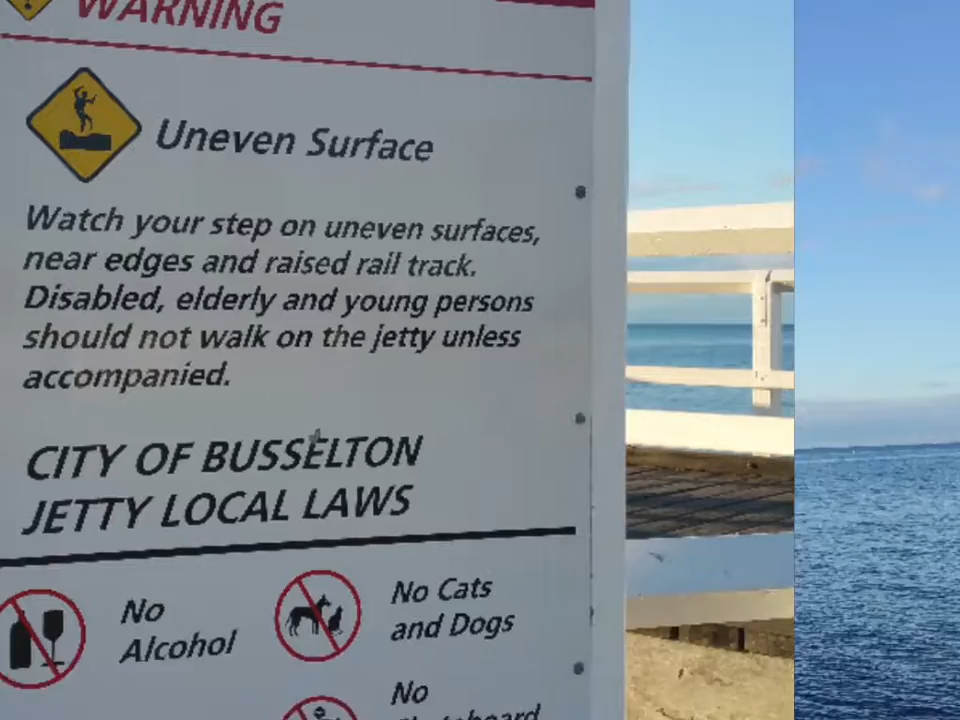 WARNING
Uneven Surface
Watch your step on uneven surfaces,
near edges and raised rail track.
Disabled, elderly and young persons
should not walk on the jetty unless
accompanied.
CITY OF BUSSELTON
JETTY LOCAL LAWS
No
Alcohol
No Cats
and Dogs
No